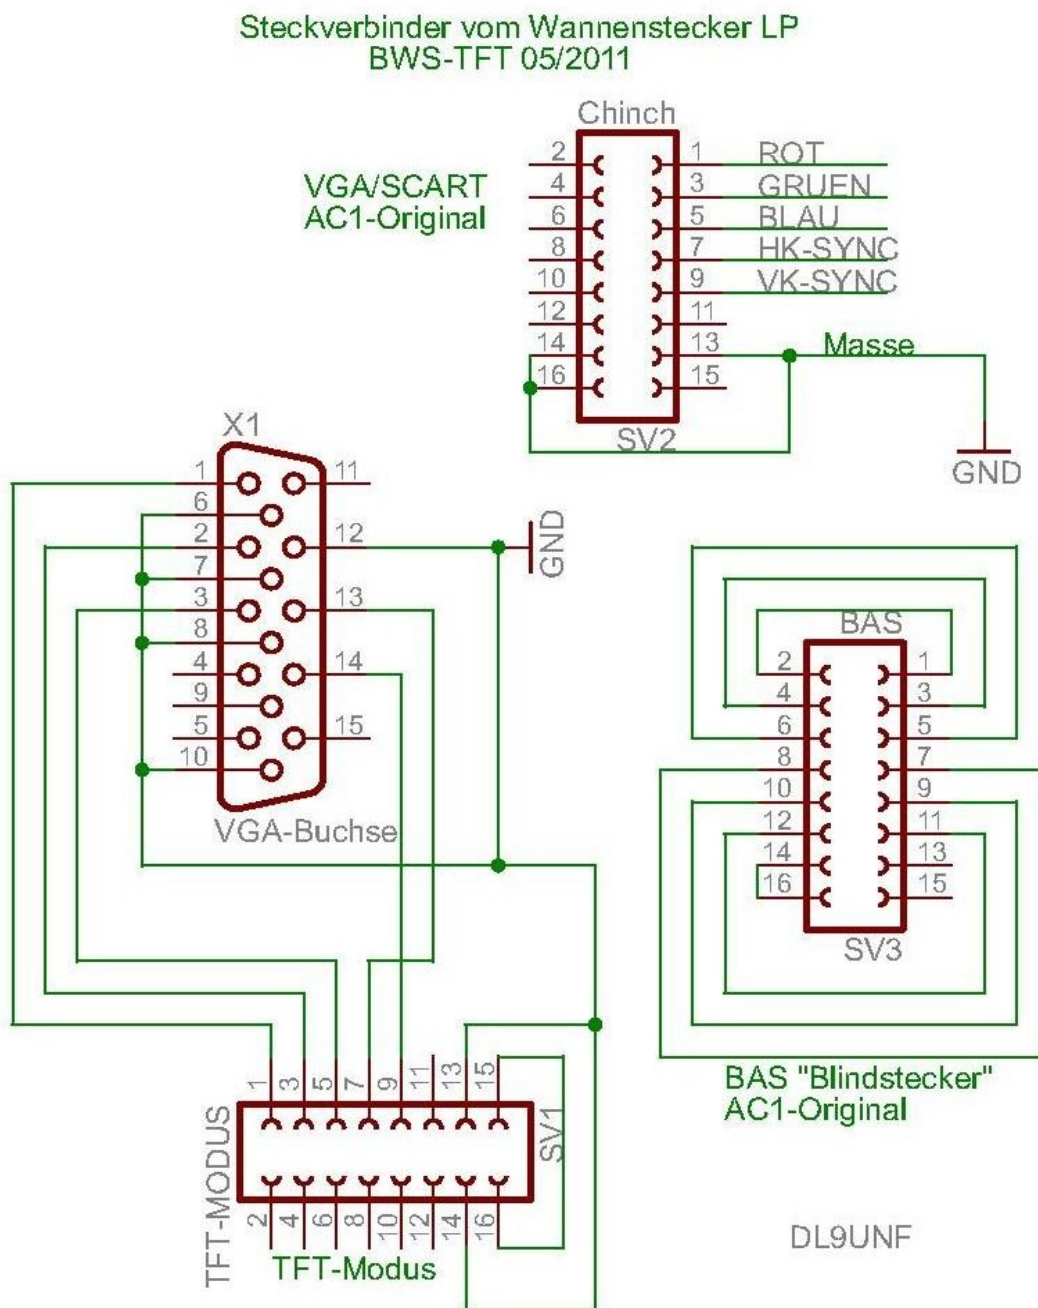 Steckverbinder vom Wannenstecker LP
BWS-TFT 05/2011
Chinch
VGA/SCART
AC1-Original
2 1 ROT
4 3 GRUEN
6 5 BLAU
8 7 HK-SYNC
10 9 VK-SYNC
12 11
14 13 Masse
16 15
SV2
GND
X1
1 11
6
2 12
7
3 13
8
4 14
9
5 15
10
VGA-Buchse
GND
BAS
2 1
4 3
6 5
8 7
10 9
12 11
14 13
16 15
SV3
BAS "Blindstecker"
AC1-Original
1 3 5 7 9 11 13 15
TFT-MODUS
SV1
2 4 6 8 10 12 14 16
TFT-Modus
DL9UNF